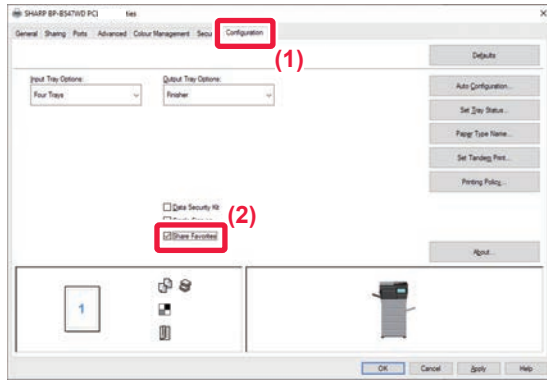 SHARP BP-B547WD PCl ties
General Sharing Ports Advanced Colour Management Secu Configuration
(1)
Defaults
Input Tray Options: Output Tray Options:
Four Trays Finisher
Auto Configuration...
Set Tray Status...
Paper Type Name...
Set Tandem Print...
Printing Policy...
Data Security Kit
(2)
Share Favorites
About...
1
OK Cancel Apply Help